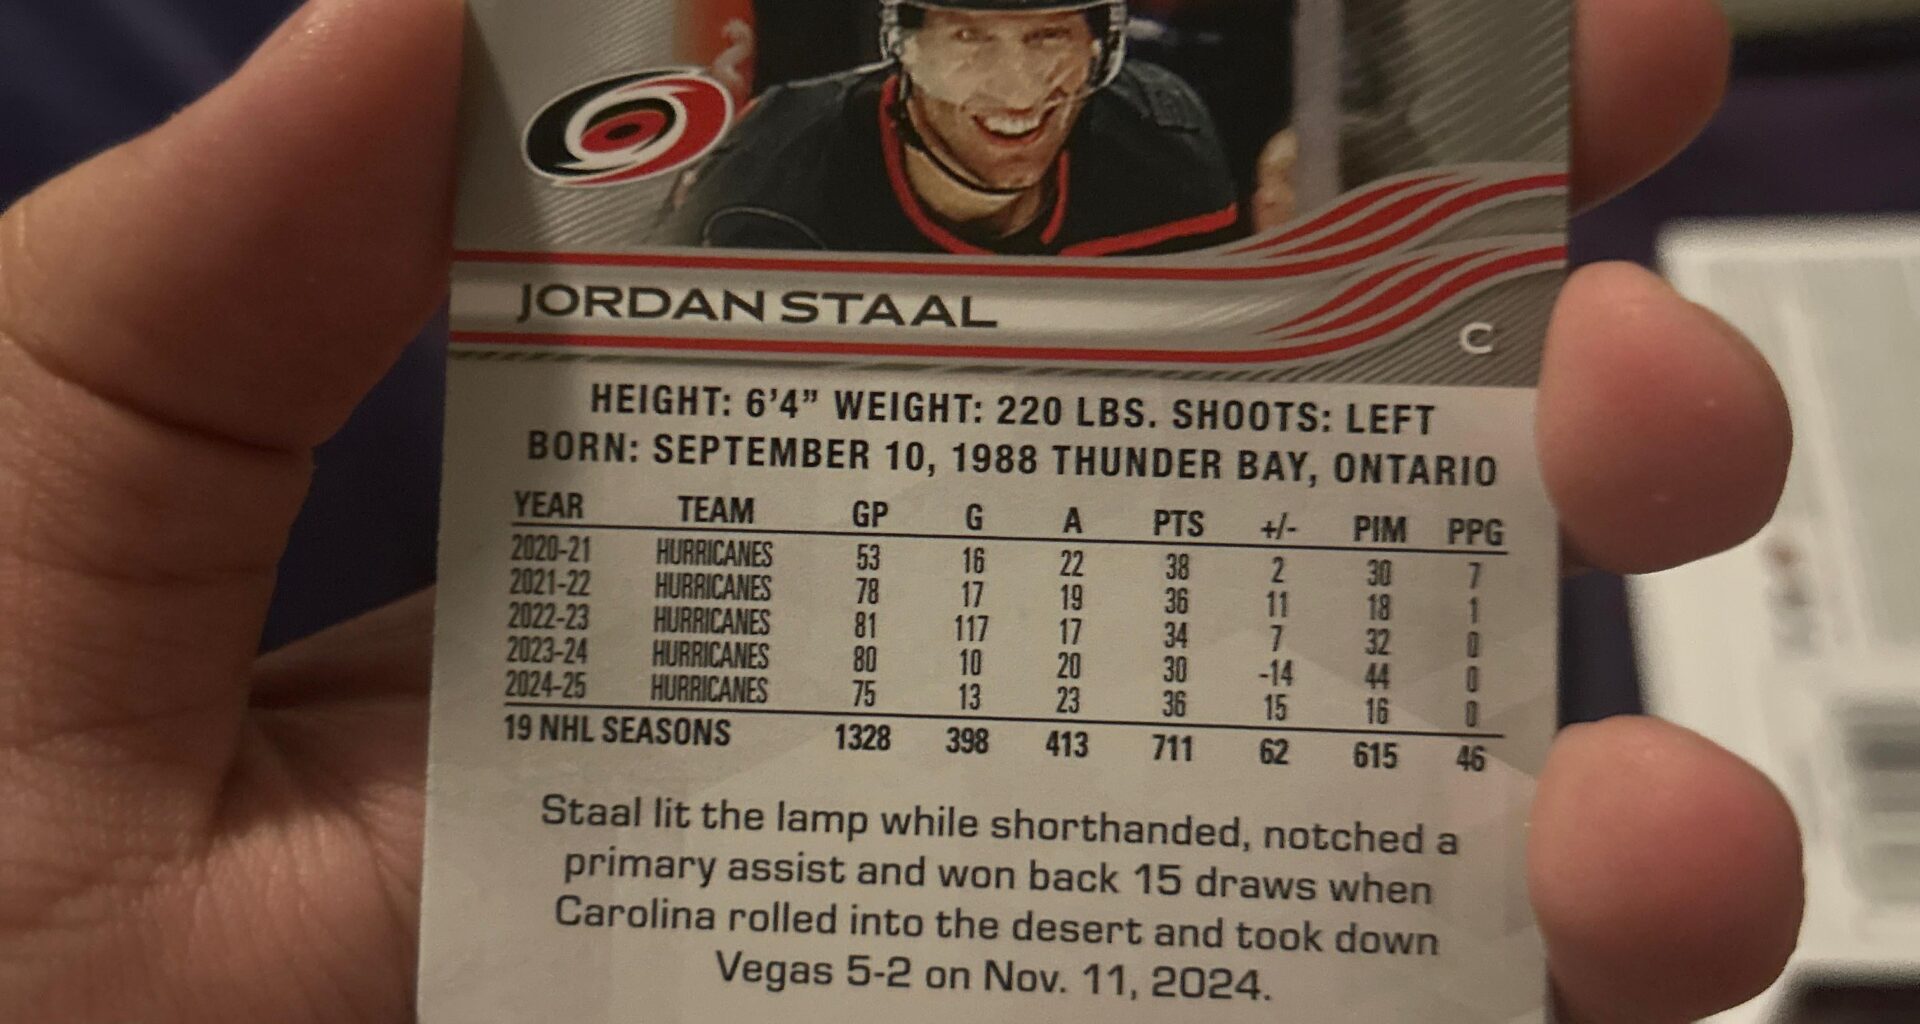 JORDAN STAAL
C
HEIGHT: 6'4" WEIGHT: 220 LBS. SHOOTS: LEFT
BORN: SEPTEMBER 10, 1988 THUNDER BAY, ONTARIO
YEAR TEAM GP G A PTS +/- PIM PPG
2020-21 HURRICANES 53 16 22 38 2 30 7
2021-22 HURRICANES 78 17 19 36 11 18 1
2022-23 HURRICANES 81 117 17 34 7 32 0
2023-24 HURRICANES 80 10 20 30 -14 44 0
2024-25 HURRICANES 75 13 23 36 15 16 0
19 NHL SEASONS 1328 398 413 711 62 615 46
Staal lit the lamp while shorthanded, notched a
primary assist and won back 15 draws when
Carolina rolled into the desert and took down
Vegas 5-2 on Nov. 11, 2024.